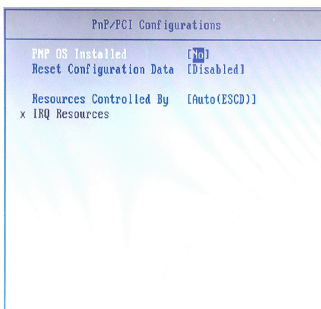 PnP/PCI Configurations
PNP OS Installed [No]
Reset Configuration Data [Disabled]
Resources Controlled By [Auto(ESCD)]
x IRQ Resources